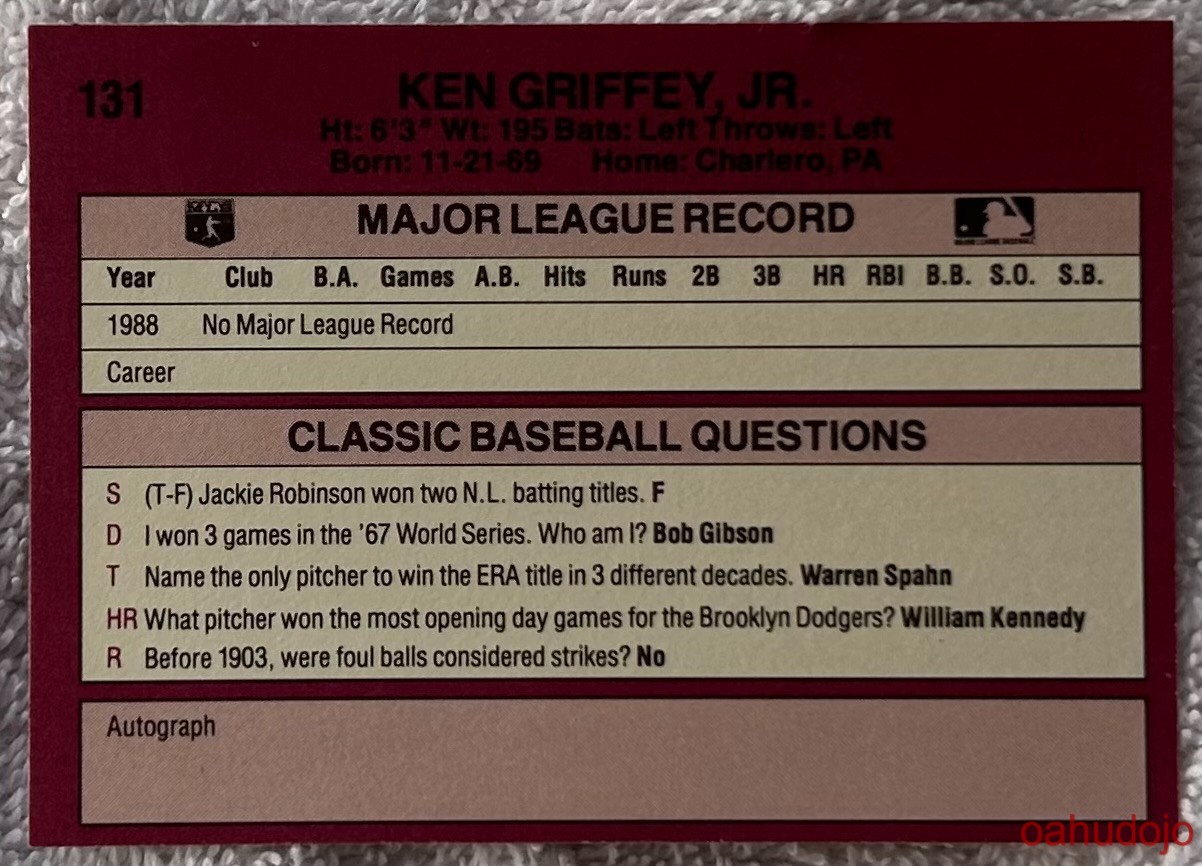 131
KEN GRIFFEY, JR.
Ht: 6'3" Wt: 195 Bats: Left Throws: Left
Born: 11-21-69 Home: Charlero, PA
MAJOR LEAGUE RECORD
Year Club B.A. Games A.B. Hits Runs 2B 3B HR RBI B.B. S.O. S.B.
1988 No Major League Record
Career
CLASSIC BASEBALL QUESTIONS
S (T-F) Jackie Robinson won two N.L. batting titles. F
D I won 3 games in the '67 World Series. Who am I? Bob Gibson
T Name the only pitcher to win the ERA title in 3 different decades. Warren Spahn
HR What pitcher won the most opening day games for the Brooklyn Dodgers? William Kennedy
R Before 1903, were foul balls considered strikes? No
Autograph
oahudojo